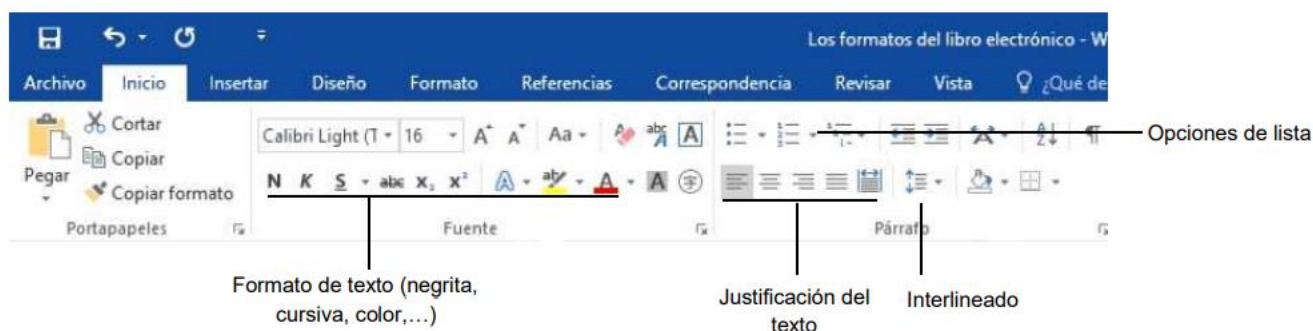 Los formatos del libro electrónico - W
Archivo Inicio Insertar Diseño Formato Referencias Correspondencia Revisar Vista ¿Qué de
Cortar
Copiar
Pegar
Copiar formato
Calibri Light (T 16 A A Aa abc A A
N K S abc X₂ X² A ab A A
Portapapeles Fuente Párrafo
Opciones de lista
Formato de texto (negrita,
cursiva, color,…)
Justificación del
texto
Interlineado